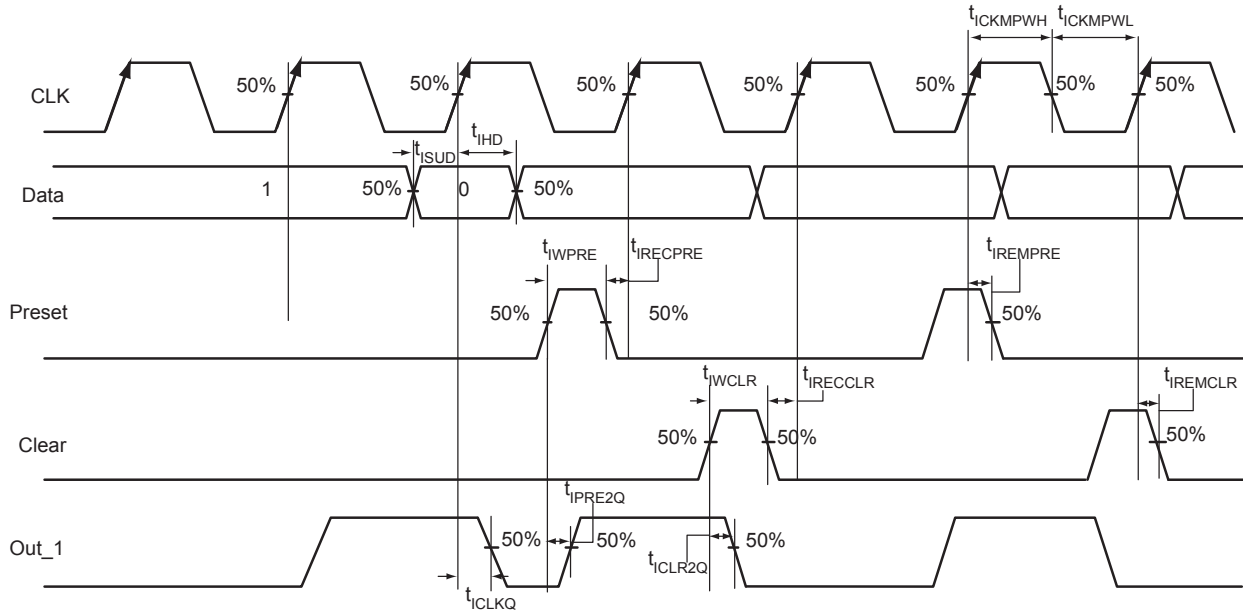 tICKMPWH tICKMPWL
CLK 50% 50% 50% 50% 50% 50% 50%
tISUD tIHD
Data 1 50% 0 50%
tIWPRE tIRECPRE tIREMPRE
Preset 50% 50% 50%
tIWCLR tIRECCLR tIREMCLR
Clear 50% 50% 50%
tIPRE2Q
Out_1 50% 50% 50%
tICLR2Q
tICLKQ